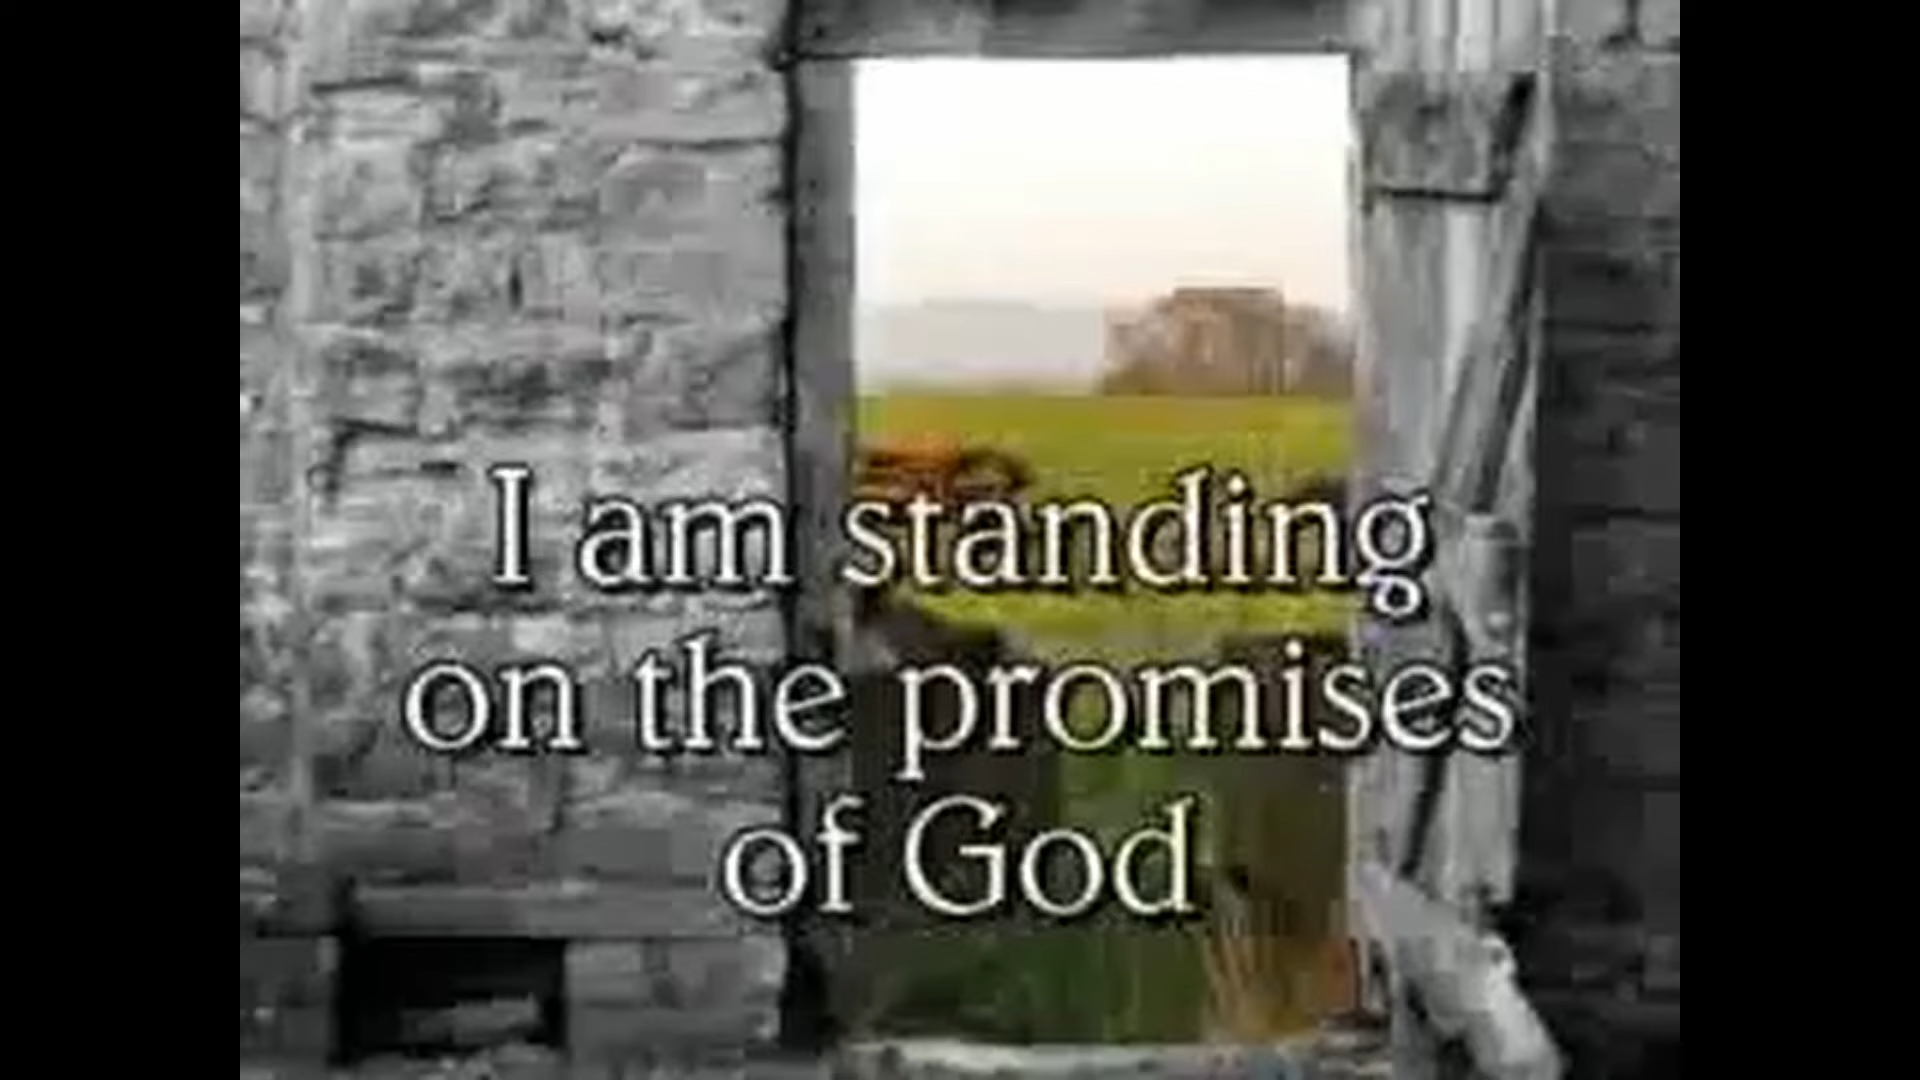 I am standing
on the promises
of God